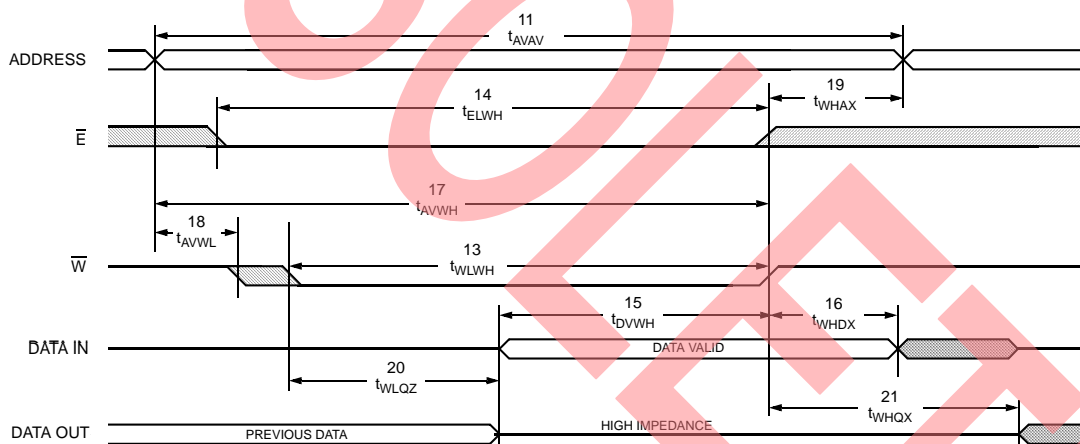 11
tAVAV
ADDRESS
19
tWHAX
14
tELWH
E
17
tAVWH
18
tAVWL
13
tWLWH
W
15
tDVWH
16
tWHDX
DATA IN
DATA VALID
20
tWLQZ
21
tWHQX
DATA OUT
PREVIOUS DATA
HIGH IMPEDANCE